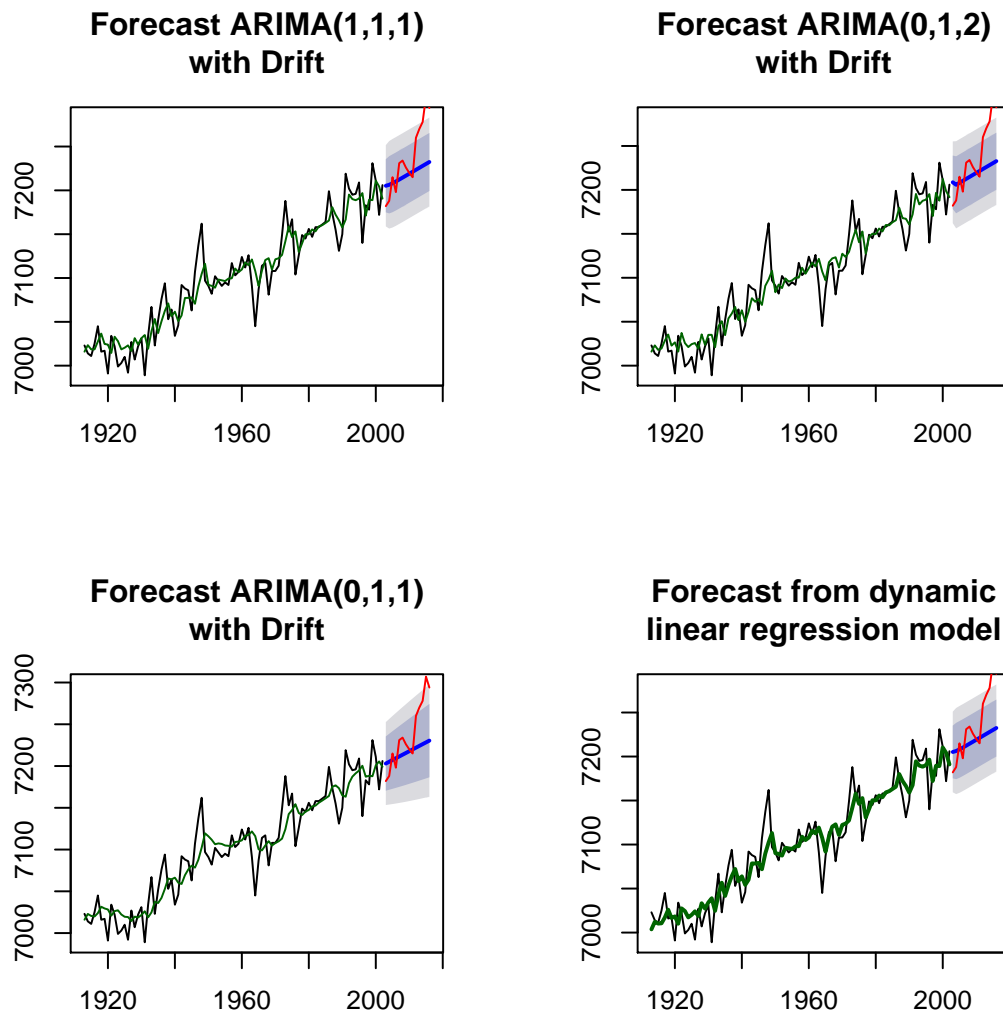 Forecast ARIMA(1,1,1)
with Drift
7200
7100
7000
1920 1960 2000
Forecast ARIMA(0,1,2)
with Drift
7200
7100
7000
1920 1960 2000
Forecast ARIMA(0,1,1)
with Drift
7300
7200
7100
7000
1920 1960 2000
Forecast from dynamic
linear regression model
7200
7100
7000
1920 1960 2000